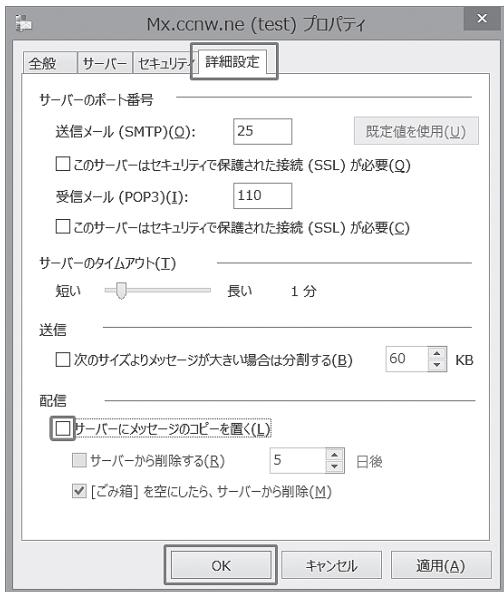 Mx.ccnw.ne (test) プロパティ
全般 サーバー セキュリティ 詳細設定
サーバーのポート番号
送信メール (SMTP)(O): 25 既定値を使用(U)
このサーバーはセキュリティで保護された接続 (SSL) が必要(Q)
受信メール (POP3)(I): 110
このサーバーはセキュリティで保護された接続 (SSL) が必要(C)
サーバーのタイムアウト(T)
短い 長い 1 分
送信
次のサイズよりメッセージが大きい場合は分割する(B) 60 KB
配信
サーバーにメッセージのコピーを置く(L)
サーバーから削除する(R) 5 日後
[ごみ箱] を空にしたら、サーバーから削除(M)
OK キャンセル 適用(A)